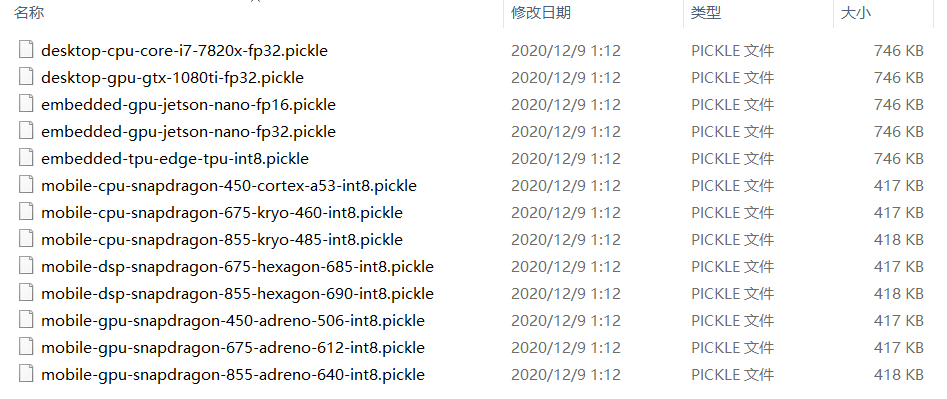 名称 修改日期 类型 大小
desktop-cpu-core-i7-7820x-fp32.pickle 2020/12/9 1:12 PICKLE 文件 746 KB
desktop-gpu-gtx-1080ti-fp32.pickle 2020/12/9 1:12 PICKLE 文件 746 KB
embedded-gpu-jetson-nano-fp16.pickle 2020/12/9 1:12 PICKLE 文件 746 KB
embedded-gpu-jetson-nano-fp32.pickle 2020/12/9 1:12 PICKLE 文件 746 KB
embedded-tpu-edge-tpu-int8.pickle 2020/12/9 1:12 PICKLE 文件 746 KB
mobile-cpu-snapdragon-450-cortex-a53-int8.pickle 2020/12/9 1:12 PICKLE 文件 417 KB
mobile-cpu-snapdragon-675-kryo-460-int8.pickle 2020/12/9 1:12 PICKLE 文件 417 KB
mobile-cpu-snapdragon-855-kryo-485-int8.pickle 2020/12/9 1:12 PICKLE 文件 418 KB
mobile-dsp-snapdragon-675-hexagon-685-int8.pickle 2020/12/9 1:12 PICKLE 文件 417 KB
mobile-dsp-snapdragon-855-hexagon-690-int8.pickle 2020/12/9 1:12 PICKLE 文件 418 KB
mobile-gpu-snapdragon-450-adreno-506-int8.pickle 2020/12/9 1:12 PICKLE 文件 417 KB
mobile-gpu-snapdragon-675-adreno-612-int8.pickle 2020/12/9 1:12 PICKLE 文件 417 KB
mobile-gpu-snapdragon-855-adreno-640-int8.pickle 2020/12/9 1:12 PICKLE 文件 418 KB